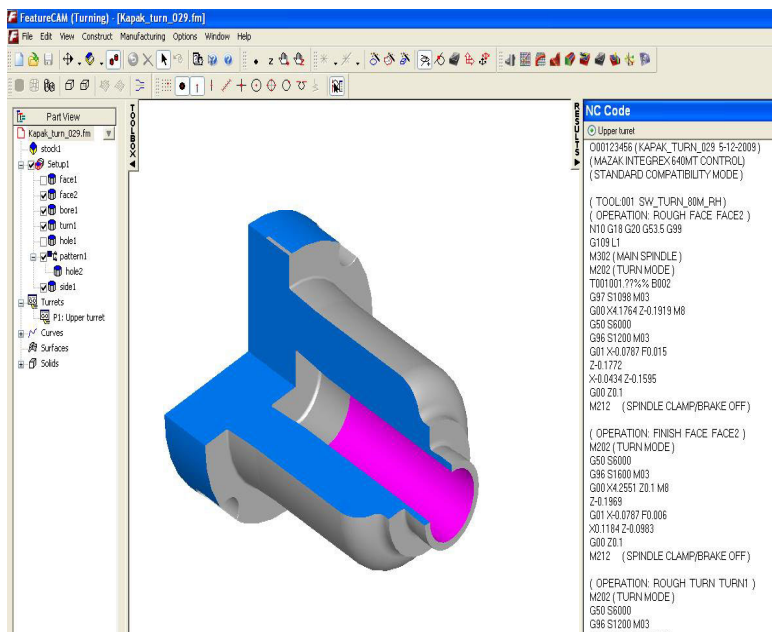 FeatureCAM (Turning) - [Kapak_turn_029.fm]
File Edit View Construct Manufacturing Options Window Help
Part View
Kapak_turn_029.fm
stock1
Setup1
face1
face2
bore1
turn1
hole1
pattern1
hole2
side1
Turrets
P1: Upper turret
Curves
Surfaces
Solids
TOOLBOX
RESULTS
NC Code
Upper turret
O00123456 ( KAPAK_TURN_029 5-12-2009 )
( MAZAK INTEGREX 640MT CONTROL)
( STANDARD COMPATIBILITY MODE )
( TOOL:001 SW_TURN_80M_RH )
( OPERATION: ROUGH FACE FACE2 )
N10 G18 G20 G53.5 G99
G109 L1
M302 ( MAIN SPINDLE )
M202 ( TURN MODE )
T001001.??%% B002
G97 S1098 M03
G00 X4.1764 Z-0.1919 M8
G50 S6000
G96 S1200 M03
G01 X-0.0787 F0.015
Z-0.1772
X-0.0434 Z-0.1595
G00 Z0.1
M212 ( SPINDLE CLAMP/BRAKE OFF )
( OPERATION: FINISH FACE FACE2 )
M202 ( TURN MODE )
G50 S6000
G96 S1600 M03
G00 X4.2551 Z0.1 M8
Z-0.1969
G01 X-0.0787 F0.006
X0.1184 Z-0.0983
G00 Z0.1
M212 ( SPINDLE CLAMP/BRAKE OFF )
( OPERATION: ROUGH TURN TURN1 )
M202 ( TURN MODE )
G50 S6000
G96 S1200 M03